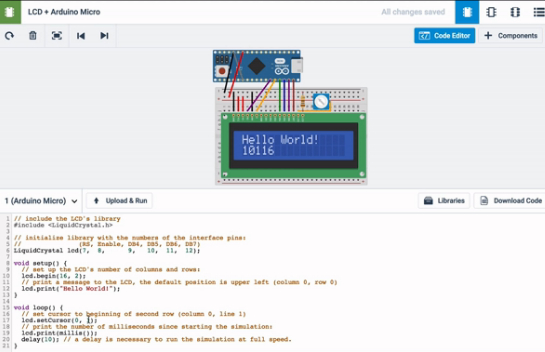 LCD + Arduino Micro
All changes saved
Code Editor
+ Components
Hello World!
10116
1 (Arduino Micro)
Upload & Run
Libraries
Download Code
1 // include the LCD's library
2 #include <LiquidCrystal.h>
3
4 // initialize library with the numbers of the interface pins:
5 // (RS, Enable, DB4, DB5, DB6, DB7)
6 LiquidCrystal lcd(7, 8, 9, 10, 11, 12);
7
8 void setup() {
9 // set up the LCD's number of columns and rows:
10 lcd.begin(16, 2);
11 // print a message to the LCD, the default position is upper left (column 0, row 0)
12 lcd.print("Hello World!");
13 }
14
15 void loop() {
16 // set cursor to beginning of second row (column 0, line 1)
17 lcd.setCursor(0, 1);
18 // print the number of milliseconds since starting the simulation:
19 lcd.print(millis());
20 delay(10); // a delay is necessary to run the simulation at full speed.
21 }